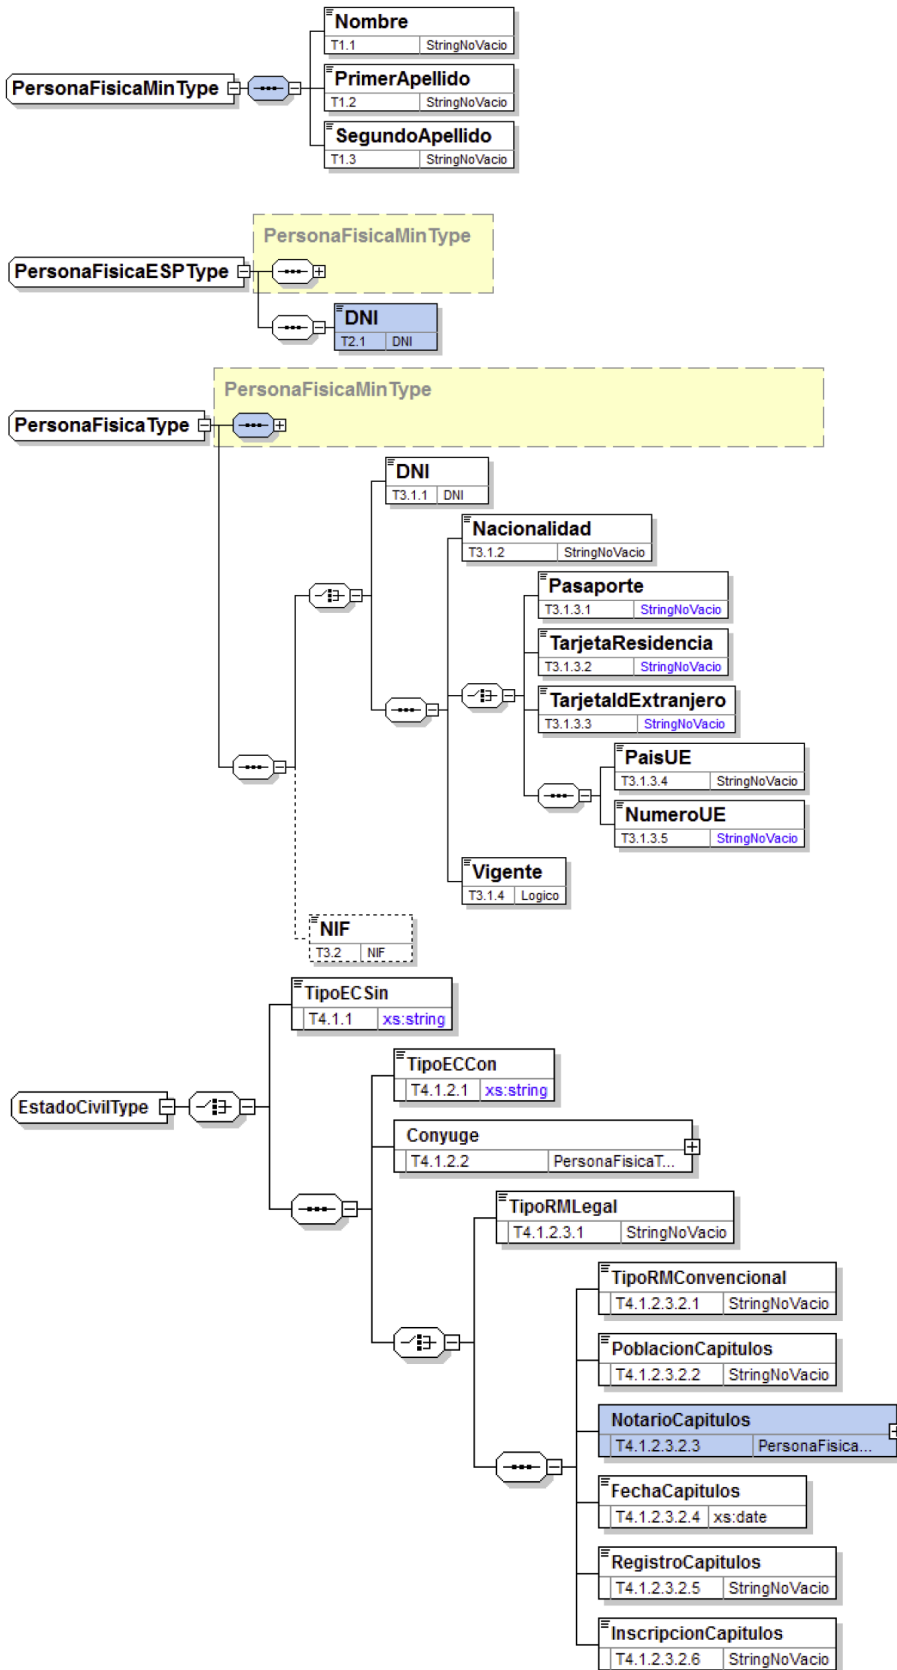 Nombre
T1.1 StringNoVacio
PersonaFisicaMinType
PrimerApellido
T1.2 StringNoVacio
SegundoApellido
T1.3 StringNoVacio
PersonaFisicaMinType
PersonaFisicaESPType
DNI
T2.1 DNI
PersonaFisicaMinType
PersonaFisicaType
DNI
T3.1.1 DNI
Nacionalidad
T3.1.2 StringNoVacio
Pasaporte
T3.1.3.1 StringNoVacio
TarjetaResidencia
T3.1.3.2 StringNoVacio
TarjetaIdExtranjero
T3.1.3.3 StringNoVacio
PaisUE
T3.1.3.4 StringNoVacio
NumeroUE
T3.1.3.5 StringNoVacio
Vigente
T3.1.4 Logico
NIF
T3.2 NIF
TipoECSin
T4.1.1 xs:string
TipoECCon
T4.1.2.1 xs:string
EstadoCivilType
Conyuge
T4.1.2.2 PersonaFisicaT...
TipoRMLegal
T4.1.2.3.1 StringNoVacio
TipoRMConvencional
T4.1.2.3.2.1 StringNoVacio
PoblacionCapitulos
T4.1.2.3.2.2 StringNoVacio
NotarioCapitulos
T4.1.2.3.2.3 PersonaFisica...
FechaCapitulos
T4.1.2.3.2.4 xs:date
RegistroCapitulos
T4.1.2.3.2.5 StringNoVacio
InscripcionCapitulos
T4.1.2.3.2.6 StringNoVacio